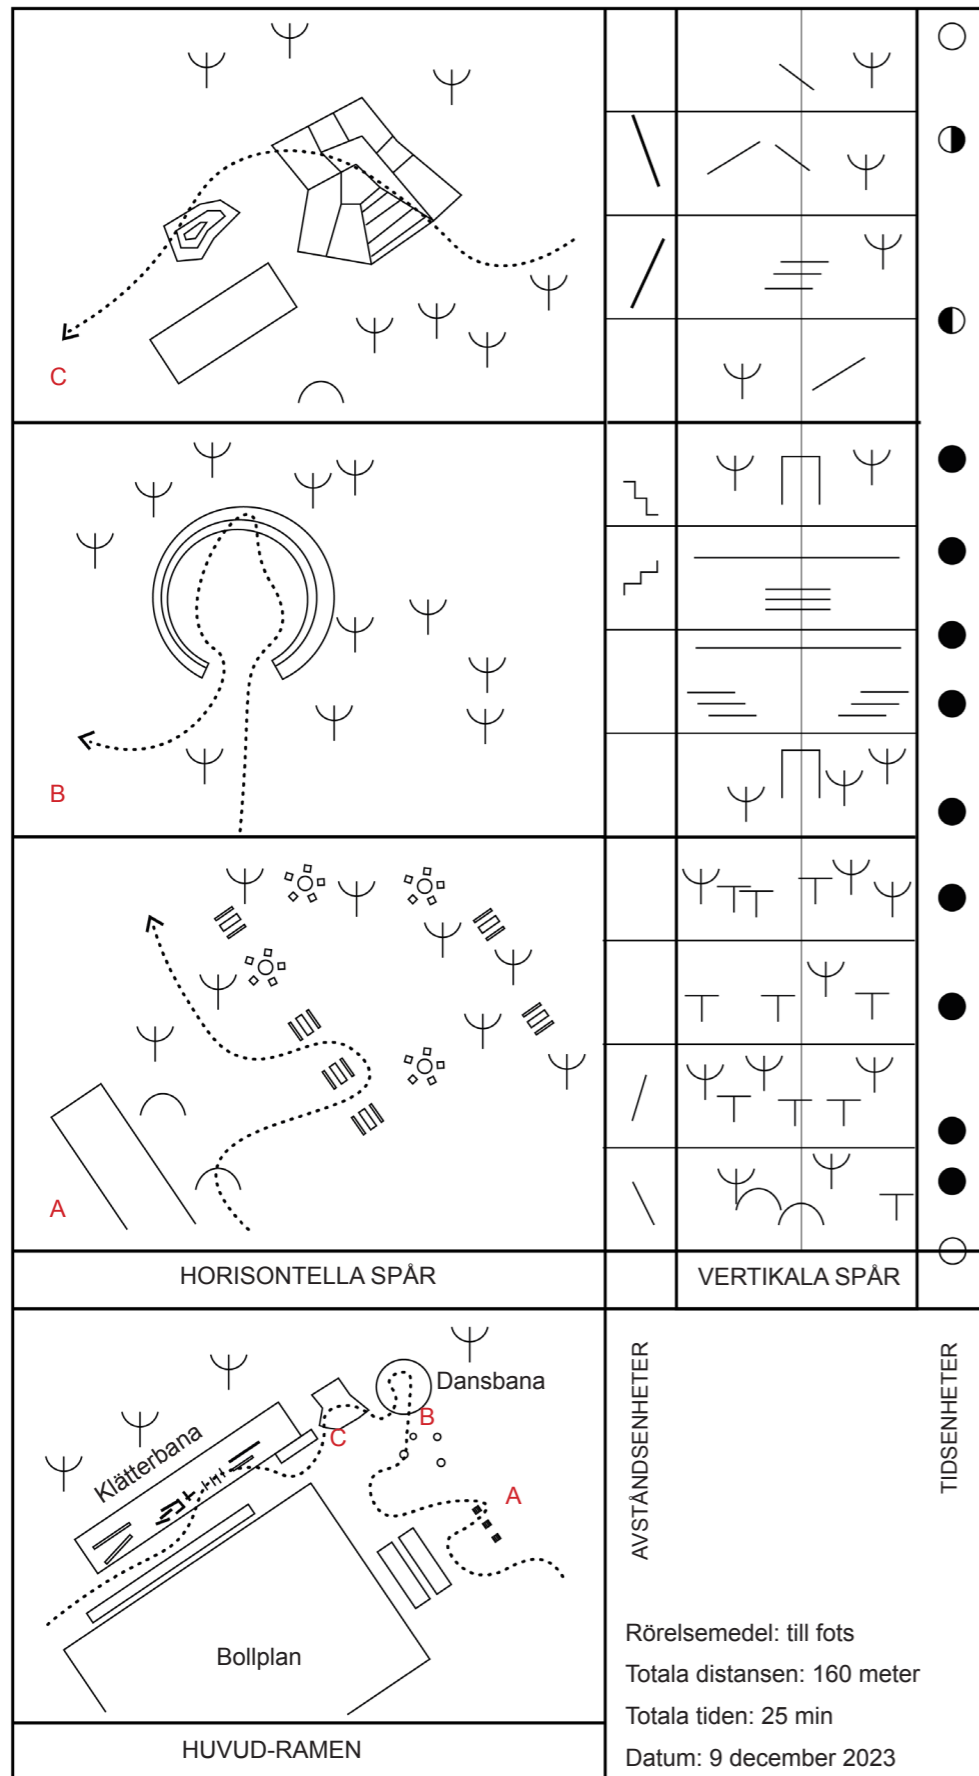 C
B
A
HORISONTELLA SPÅR
VERTIKALA SPÅR
Dansbana
B
C
Klätterbana
A
Bollplan
HUVUD-RAMEN
AVSTÅNDSENHETER
TIDSENHETER
Rörelsemedel: till fots
Totala distansen: 160 meter
Totala tiden: 25 min
Datum: 9 december 2023